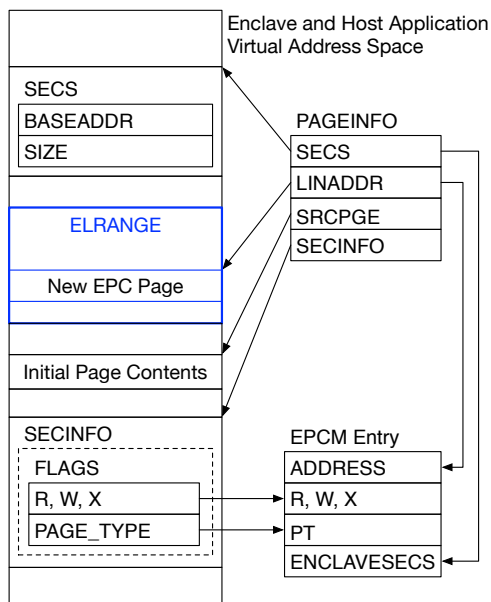 Enclave and Host Application
Virtual Address Space
SECS
BASEADDR
SIZE
ELRANGE
New EPC Page
Initial Page Contents
SECINFO
FLAGS
R, W, X
PAGE_TYPE
PAGEINFO
SECS
LINADDR
SRCPGE
SECINFO
EPCM Entry
ADDRESS
R, W, X
PT
ENCLAVESECS